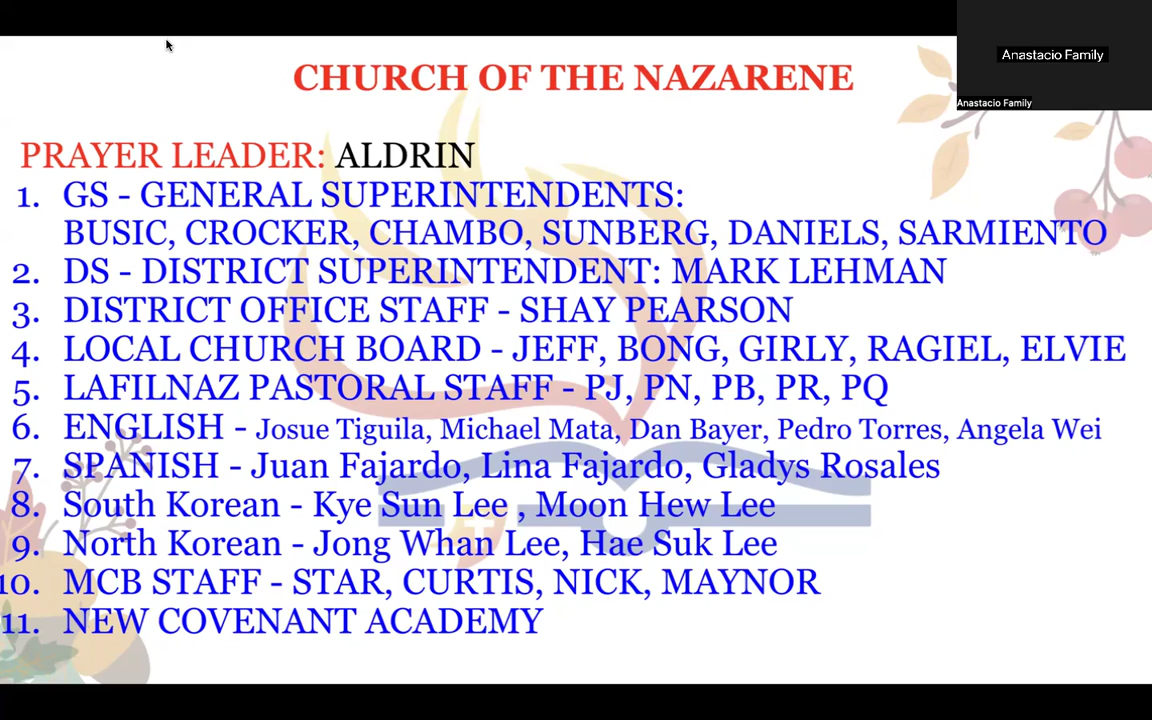 Anastacio Family
Anastacio Family
CHURCH OF THE NAZARENE
PRAYER LEADER: ALDRIN
1. GS - GENERAL SUPERINTENDENTS:
BUSIC, CROCKER, CHAMBO, SUNBERG, DANIELS, SARMIENTO
2. DS - DISTRICT SUPERINTENDENT: MARK LEHMAN
3. DISTRICT OFFICE STAFF - SHAY PEARSON
4. LOCAL CHURCH BOARD - JEFF, BONG, GIRLY, RAGIEL, ELVIE
5. LAFILNAZ PASTORAL STAFF - PJ, PN, PB, PR, PQ
6. ENGLISH - Josue Tiguila, Michael Mata, Dan Bayer, Pedro Torres, Angela Wei
7. SPANISH - Juan Fajardo, Lina Fajardo, Gladys Rosales
8. South Korean - Kye Sun Lee , Moon Hew Lee
9. North Korean - Jong Whan Lee, Hae Suk Lee
10. MCB STAFF - STAR, CURTIS, NICK, MAYNOR
11. NEW COVENANT ACADEMY